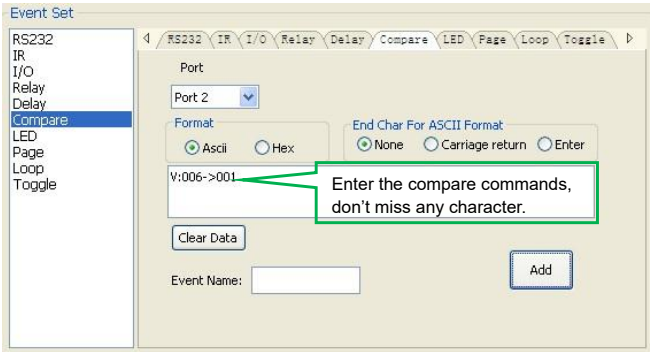 Event Set
RS232
IR
I/O
Relay
Delay
Compare
LED
Page
Loop
Toggle
RS232 IR I/O Relay Delay Compare LED Page Loop Toggle
Port
Port 2
Format
Ascii Hex
End Char For ASCII Format
None Carriage return Enter
V:006->001
Enter the compare commands,
don't miss any character.
Clear Data
Event Name:
Add